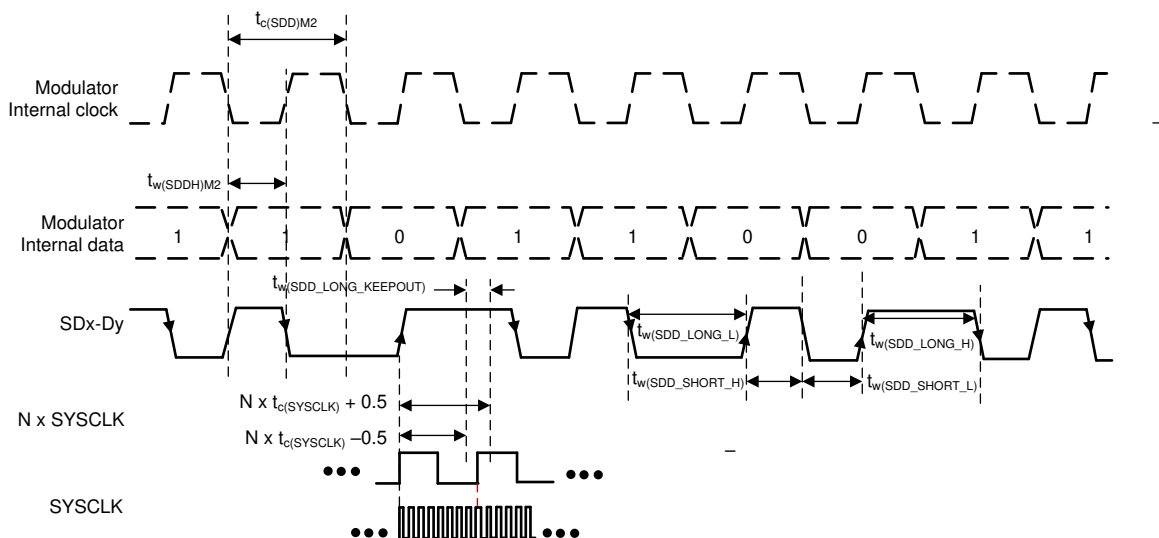 tc(SDD)M2
Modulator
Internal clock
tw(SDDH)M2
Modulator
Internal data
1 1 0 1 1 0 0 1 1
tw(SDD_LONG_KEEPOUT)
SDx-Dy
tw(SDD_LONG_L)
tw(SDD_LONG_H)
tw(SDD_SHORT_H)
tw(SDD_SHORT_L)
N x tc(SYSCLK) + 0.5
N x SYSCLK
N x tc(SYSCLK) –0.5
SYSCLK